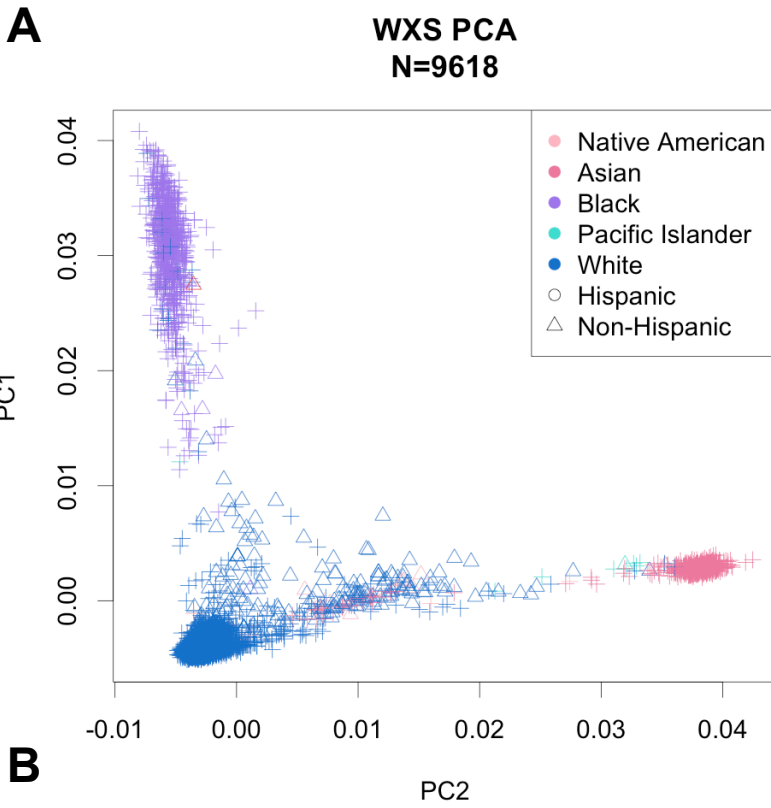 A
WXS PCA
N=9618
Native American
Asian
Black
Pacific Islander
White
Hispanic
Non-Hispanic
PC1
0.04
0.03
0.02
0.01
0.00
-0.01 0.00 0.01 0.02 0.03 0.04
PC2
B